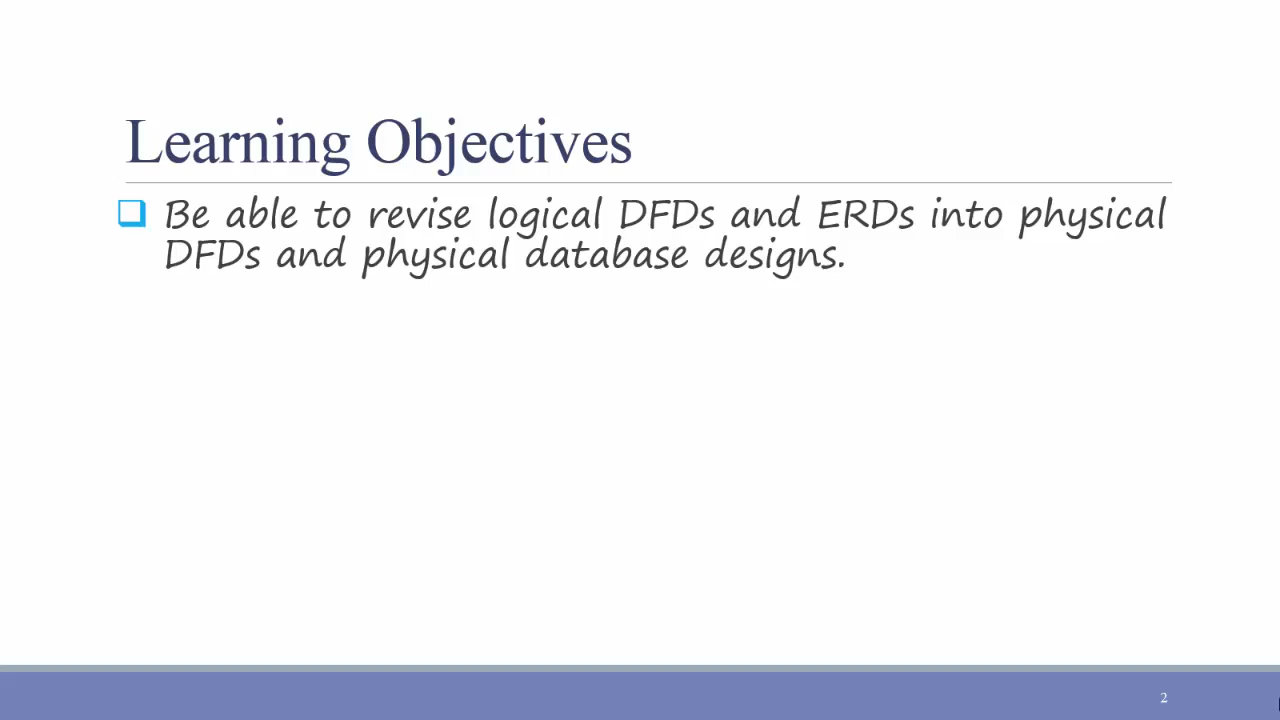 Learning Objectives
Be able to revise logical DFDs and ERDs into physical
DFDs and physical database designs.
2